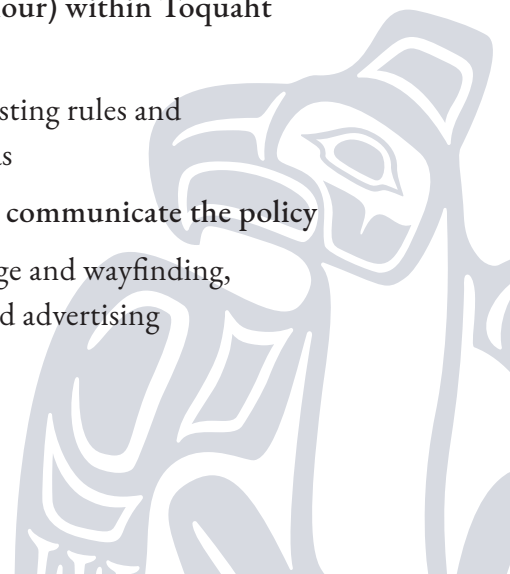 our) within Toquaht
sting rules and
s
communicate the policy
ge and wayfinding,
d advertising